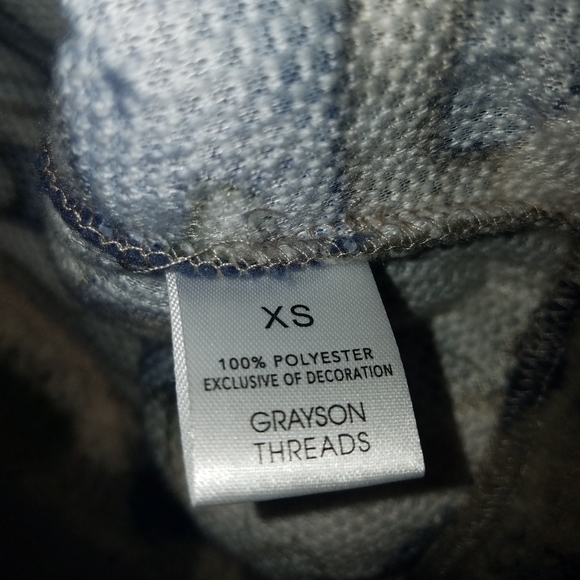 XS
100% POLYESTER
EXCLUSIVE OF DECORATION
GRAYSON
THREADS